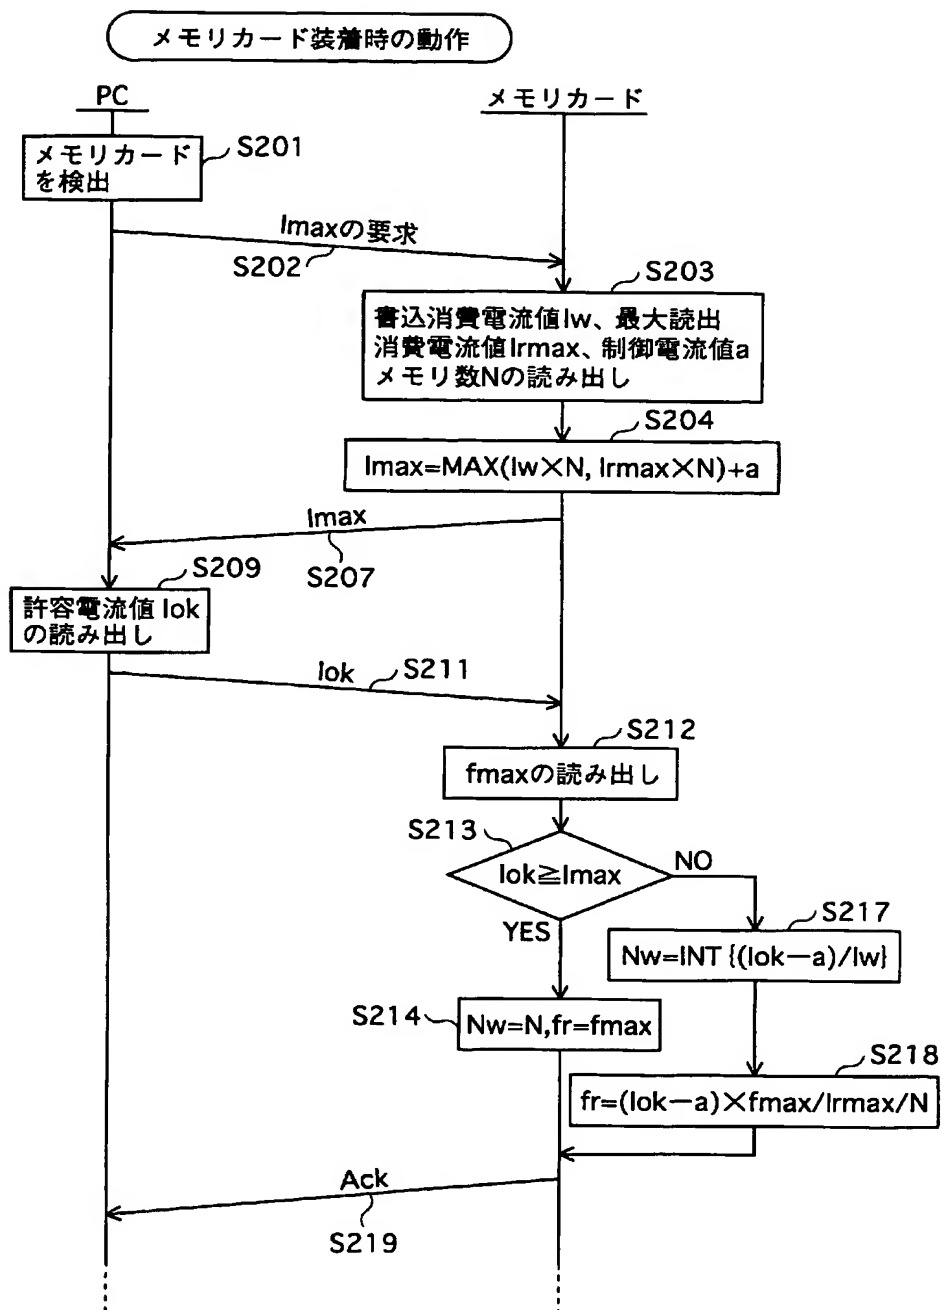 メモリカード装着時の動作
PC
メモリカード
メモリカード
を検出
S201
Imaxの要求
S202
S203
書込消費電流値Iw、最大読出
消費電流値Irmax、制御電流値a
メモリ数Nの読み出し
S204
Imax=MAX(Iw×N, Irmax×N)+a
Imax
S207
S209
許容電流値 Iok
の読み出し
Iok
S211
S212
fmaxの読み出し
S213
Iok≧Imax
NO
YES
S217
Nw=INT{(Iok－a)/Iw}
S214
Nw=N,fr=fmax
S218
fr=(Iok－a)×fmax/Irmax/N
Ack
S219